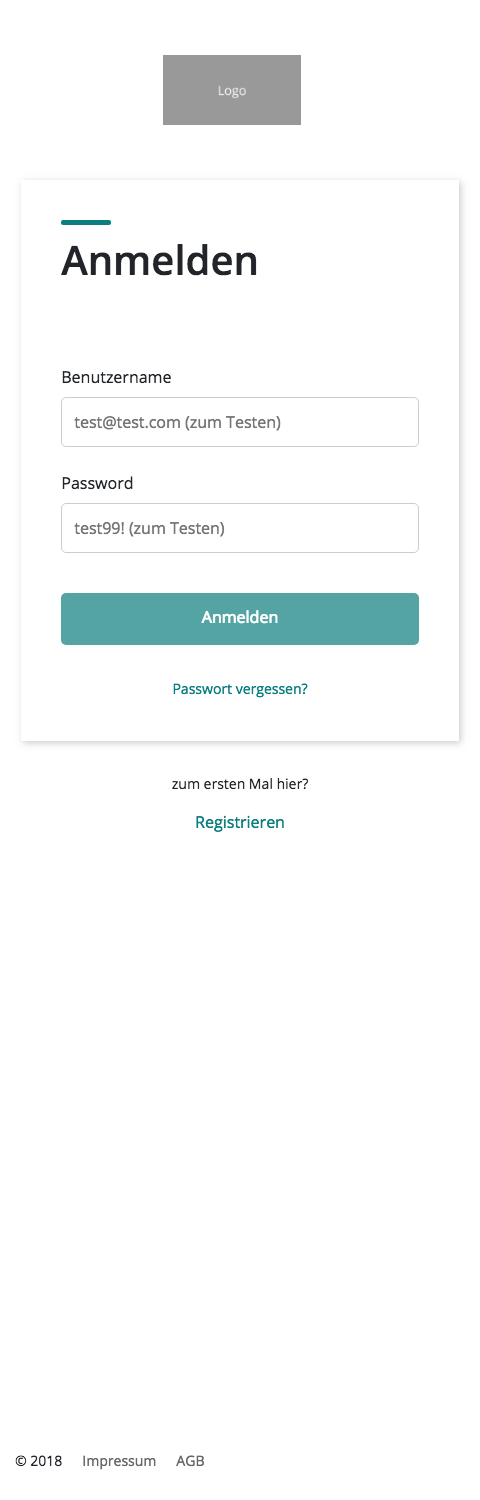 Logo
Anmelden
Benutzername
test@test.com (zum Testen)
Password
test99! (zum Testen)
Anmelden
Passwort vergessen?
zum ersten Mal hier?
Registrieren
© 2018 Impressum AGB